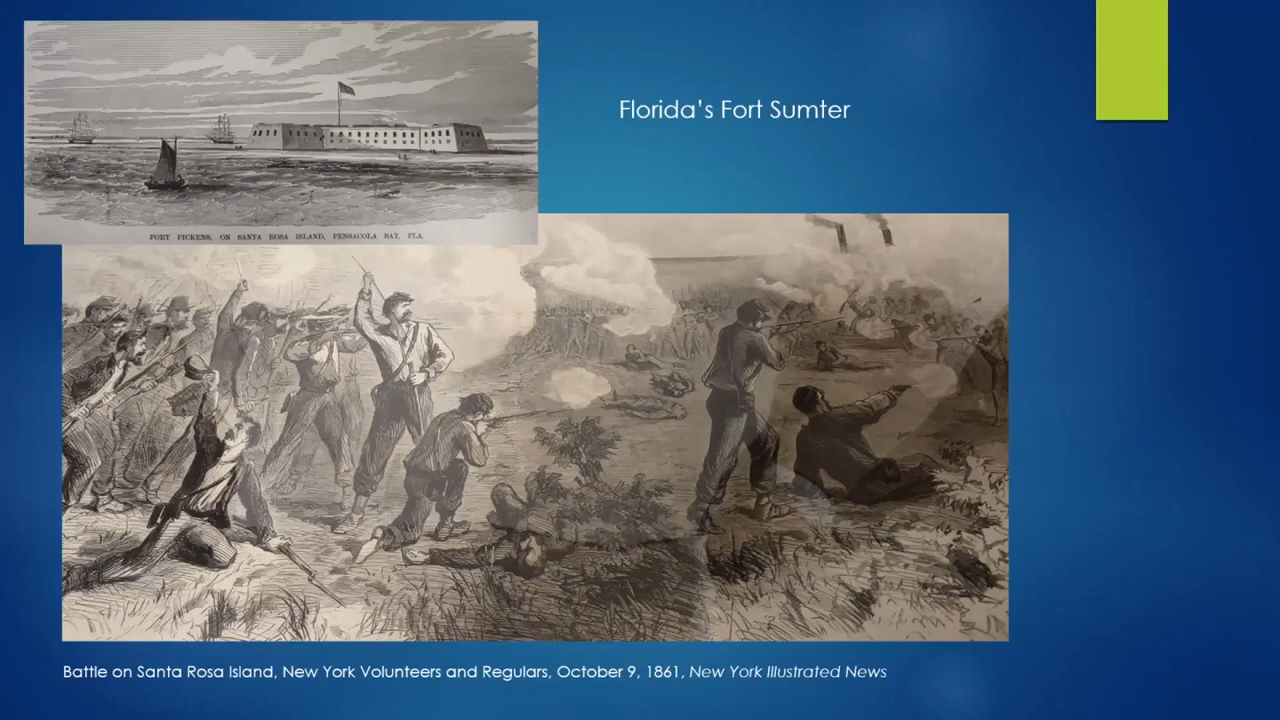 Florida’s Fort Sumter
FORT PICKENS, ON SANTA ROSA ISLAND, PENSACOLA BAY, FLA.
Battle on Santa Rosa Island, New York Volunteers and Regulars, October 9, 1861, New York Illustrated News